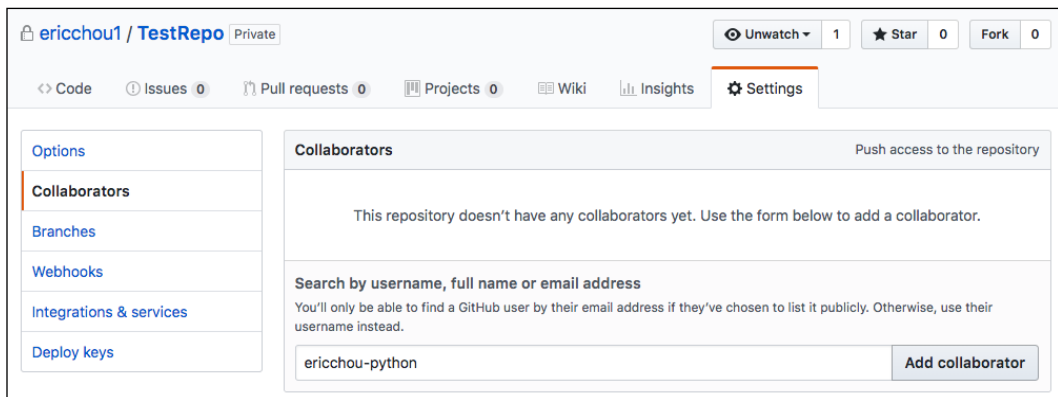 ericchou1 / TestRepo Private
Unwatch 1 Star 0 Fork 0
Code Issues 0 Pull requests 0 Projects 0 Wiki Insights Settings
Options
Collaborators
Branches
Webhooks
Integrations & services
Deploy keys
Collaborators Push access to the repository
This repository doesn't have any collaborators yet. Use the form below to add a collaborator.
Search by username, full name or email address
You'll only be able to find a GitHub user by their email address if they've chosen to list it publicly. Otherwise, use their
username instead.
ericchou-python Add collaborator